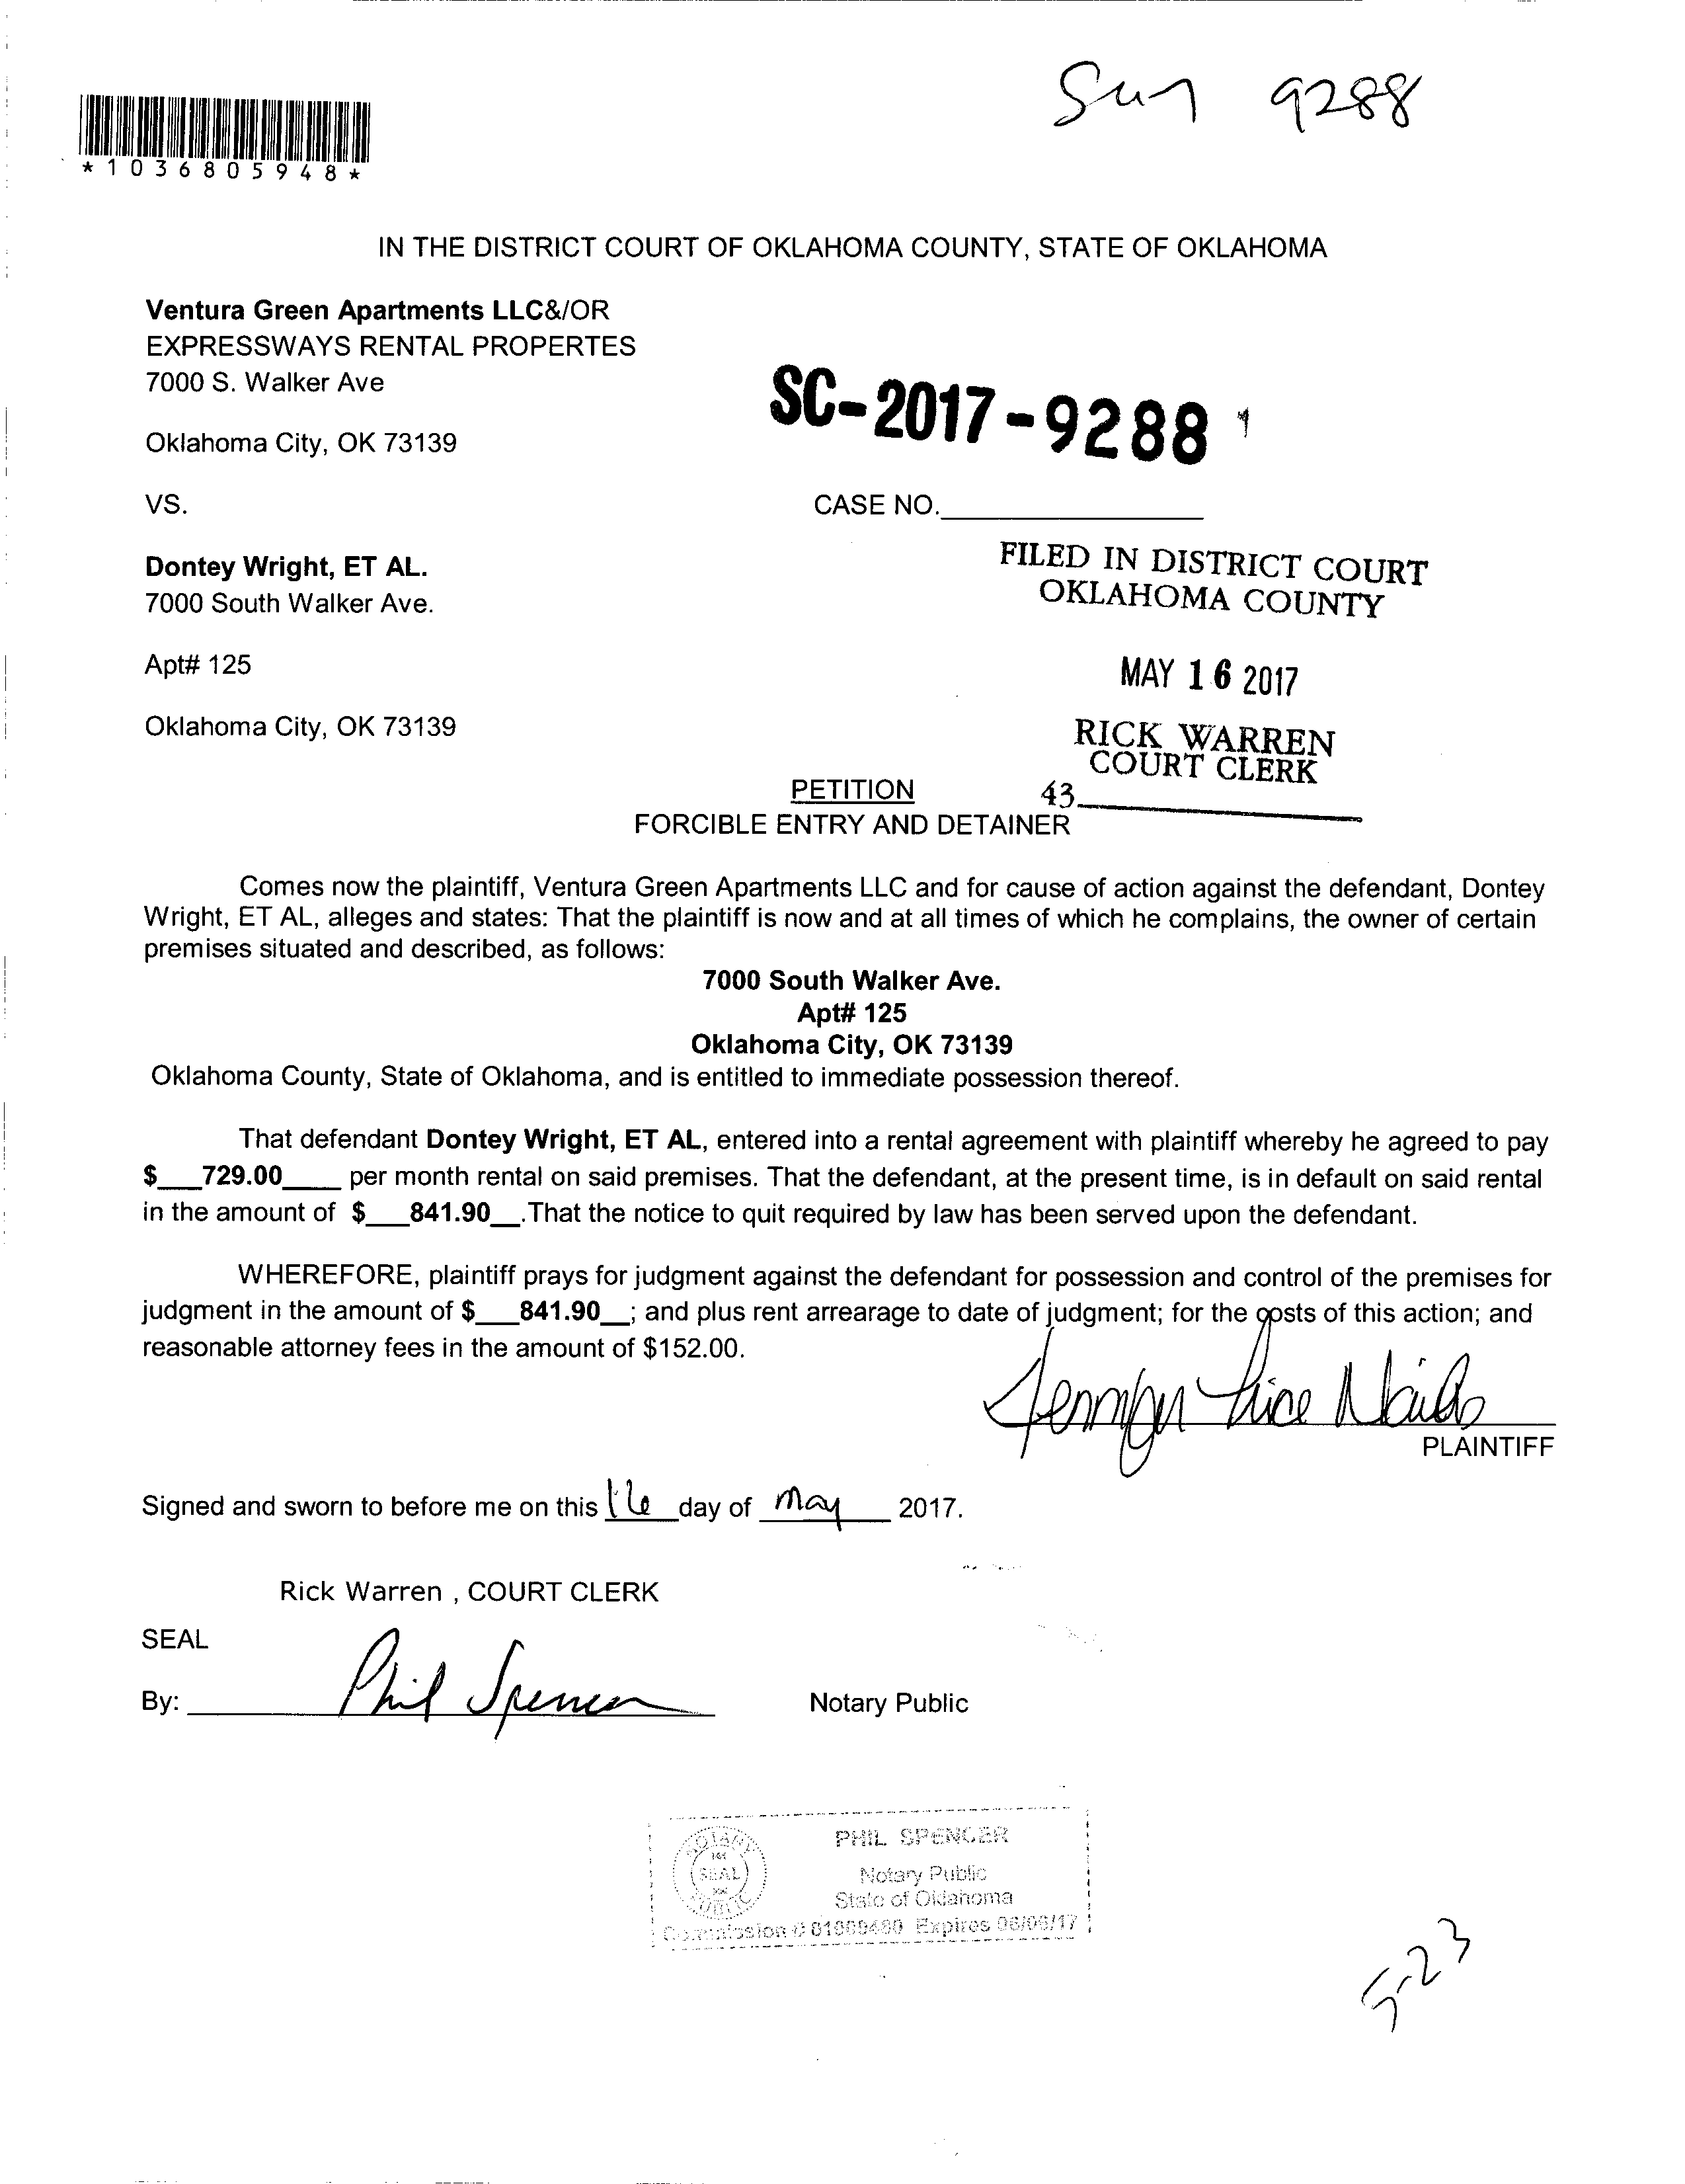 Sum 9288
*1036805948*
IN THE DISTRICT COURT OF OKLAHOMA COUNTY, STATE OF OKLAHOMA
Ventura Green Apartments LLC&/OR
EXPRESSWAYS RENTAL PROPERTES
7000 S. Walker Ave
SC-2017-9288
Oklahoma City, OK 73139
VS.
CASE NO.
Dontey Wright, ET AL.
7000 South Walker Ave.
FILED IN DISTRICT COURT
OKLAHOMA COUNTY
Apt# 125
MAY 16 2017
Oklahoma City, OK 73139
RICK WARREN
COURT CLERK
43
PETITION
FORCIBLE ENTRY AND DETAINER
Comes now the plaintiff, Ventura Green Apartments LLC and for cause of action against the defendant, Dontey
Wright, ET AL, alleges and states: That the plaintiff is now and at all times of which he complains, the owner of certain
premises situated and described, as follows:
7000 South Walker Ave.
Apt# 125
Oklahoma City, OK 73139
Oklahoma County, State of Oklahoma, and is entitled to immediate possession thereof.
That defendant Dontey Wright, ET AL, entered into a rental agreement with plaintiff whereby he agreed to pay
$___729.00____ per month rental on said premises. That the defendant, at the present time, is in default on said rental
in the amount of $___841.90__.That the notice to quit required by law has been served upon the defendant.
WHEREFORE, plaintiff prays for judgment against the defendant for possession and control of the premises for
judgment in the amount of $___841.90__; and plus rent arrearage to date of judgment; for the costs of this action; and
reasonable attorney fees in the amount of $152.00.
PLAINTIFF
Signed and sworn to before me on this 16 day of May 2017.
Rick Warren , COURT CLERK
SEAL
By: Phil Spencer Notary Public
PHIL SPENCER
Notary Public
State of Oklahoma
Commission # Expires 06/06/17
5-23